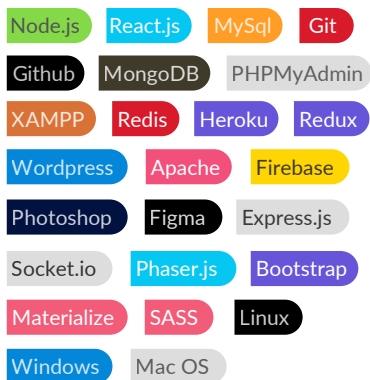 Node.js React.js MySql Git
Github MongoDB PHPMyAdmin
XAMPP Redis Heroku Redux
Wordpress Apache Firebase
Photoshop Figma Express.js
Socket.io Phaser.js Bootstrap
Materialize SASS Linux
Windows Mac OS